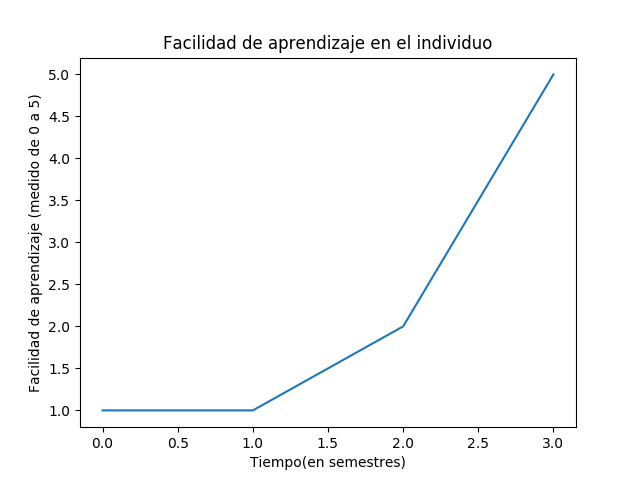 Facilidad de aprendizaje en el individuo
Facilidad de aprendizaje (medido de 0 a 5)
5.0
4.5
4.0
3.5
3.0
2.5
2.0
1.5
1.0
0.0 0.5 1.0 1.5 2.0 2.5 3.0
Tiempo(en semestres)